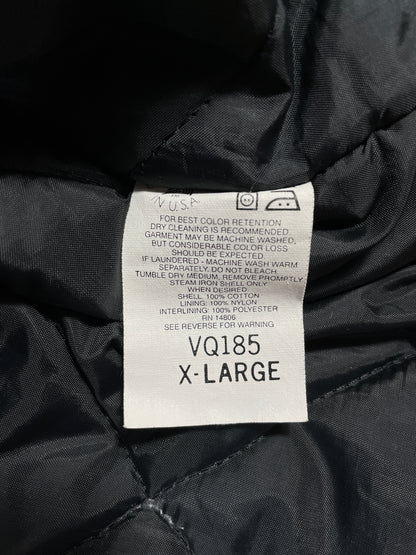 IN U.S.A.
FOR BEST COLOR RETENTION
DRY CLEANING IS RECOMMENDED.
GARMENT MAY BE MACHINE WASHED,
BUT CONSIDERABLE COLOR LOSS
SHOULD BE EXPECTED.
IF LAUNDERED - MACHINE WASH WARM
SEPARATELY. DO NOT BLEACH.
TUMBLE DRY MEDIUM, REMOVE PROMPTLY.
STEAM IRON SHELL ONLY
WHEN DESIRED.
SHELL: 100% COTTON
LINING: 100% NYLON
INTERLINING: 100% POLYESTER
RN 14806
SEE REVERSE FOR WARNING
VQ185
X-LARGE